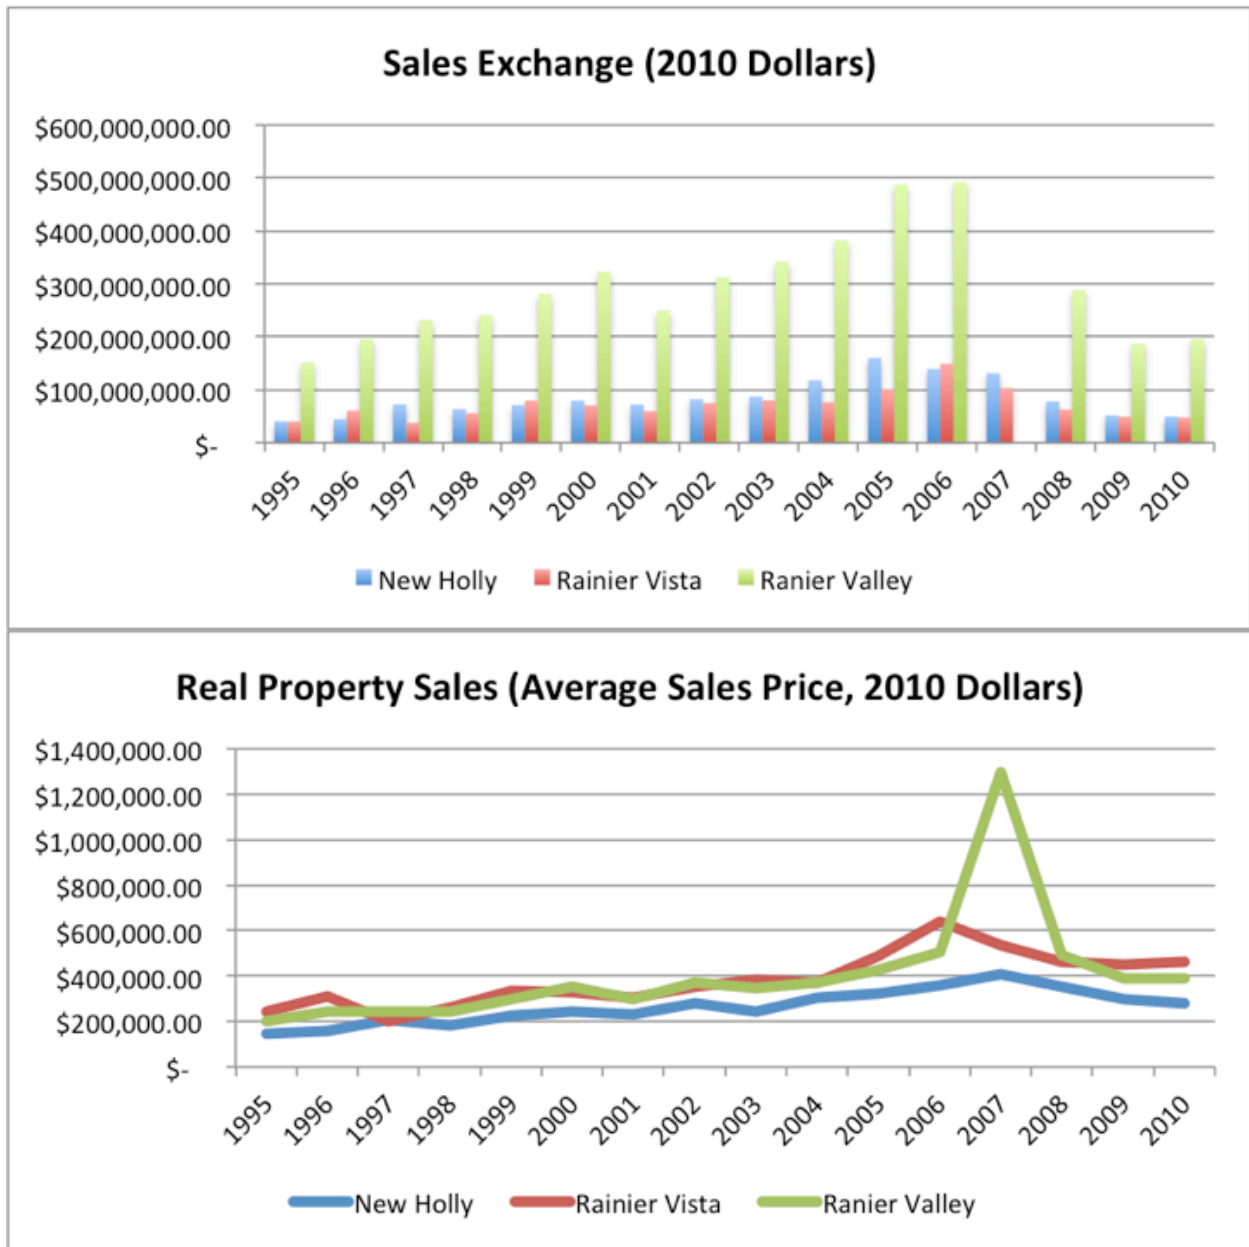 Sales Exchange (2010 Dollars)
$600,000,000.00
$500,000,000.00
$400,000,000.00
$300,000,000.00
$200,000,000.00
$100,000,000.00
$-
1995 1996 1997 1998 1999 2000 2001 2002 2003 2004 2005 2006 2007 2008 2009 2010
New Holly Rainier Vista Ranier Valley
Real Property Sales (Average Sales Price, 2010 Dollars)
$1,400,000.00
$1,200,000.00
$1,000,000.00
$800,000.00
$600,000.00
$400,000.00
$200,000.00
$-
1995 1996 1997 1998 1999 2000 2001 2002 2003 2004 2005 2006 2007 2008 2009 2010
New Holly Rainier Vista Ranier Valley